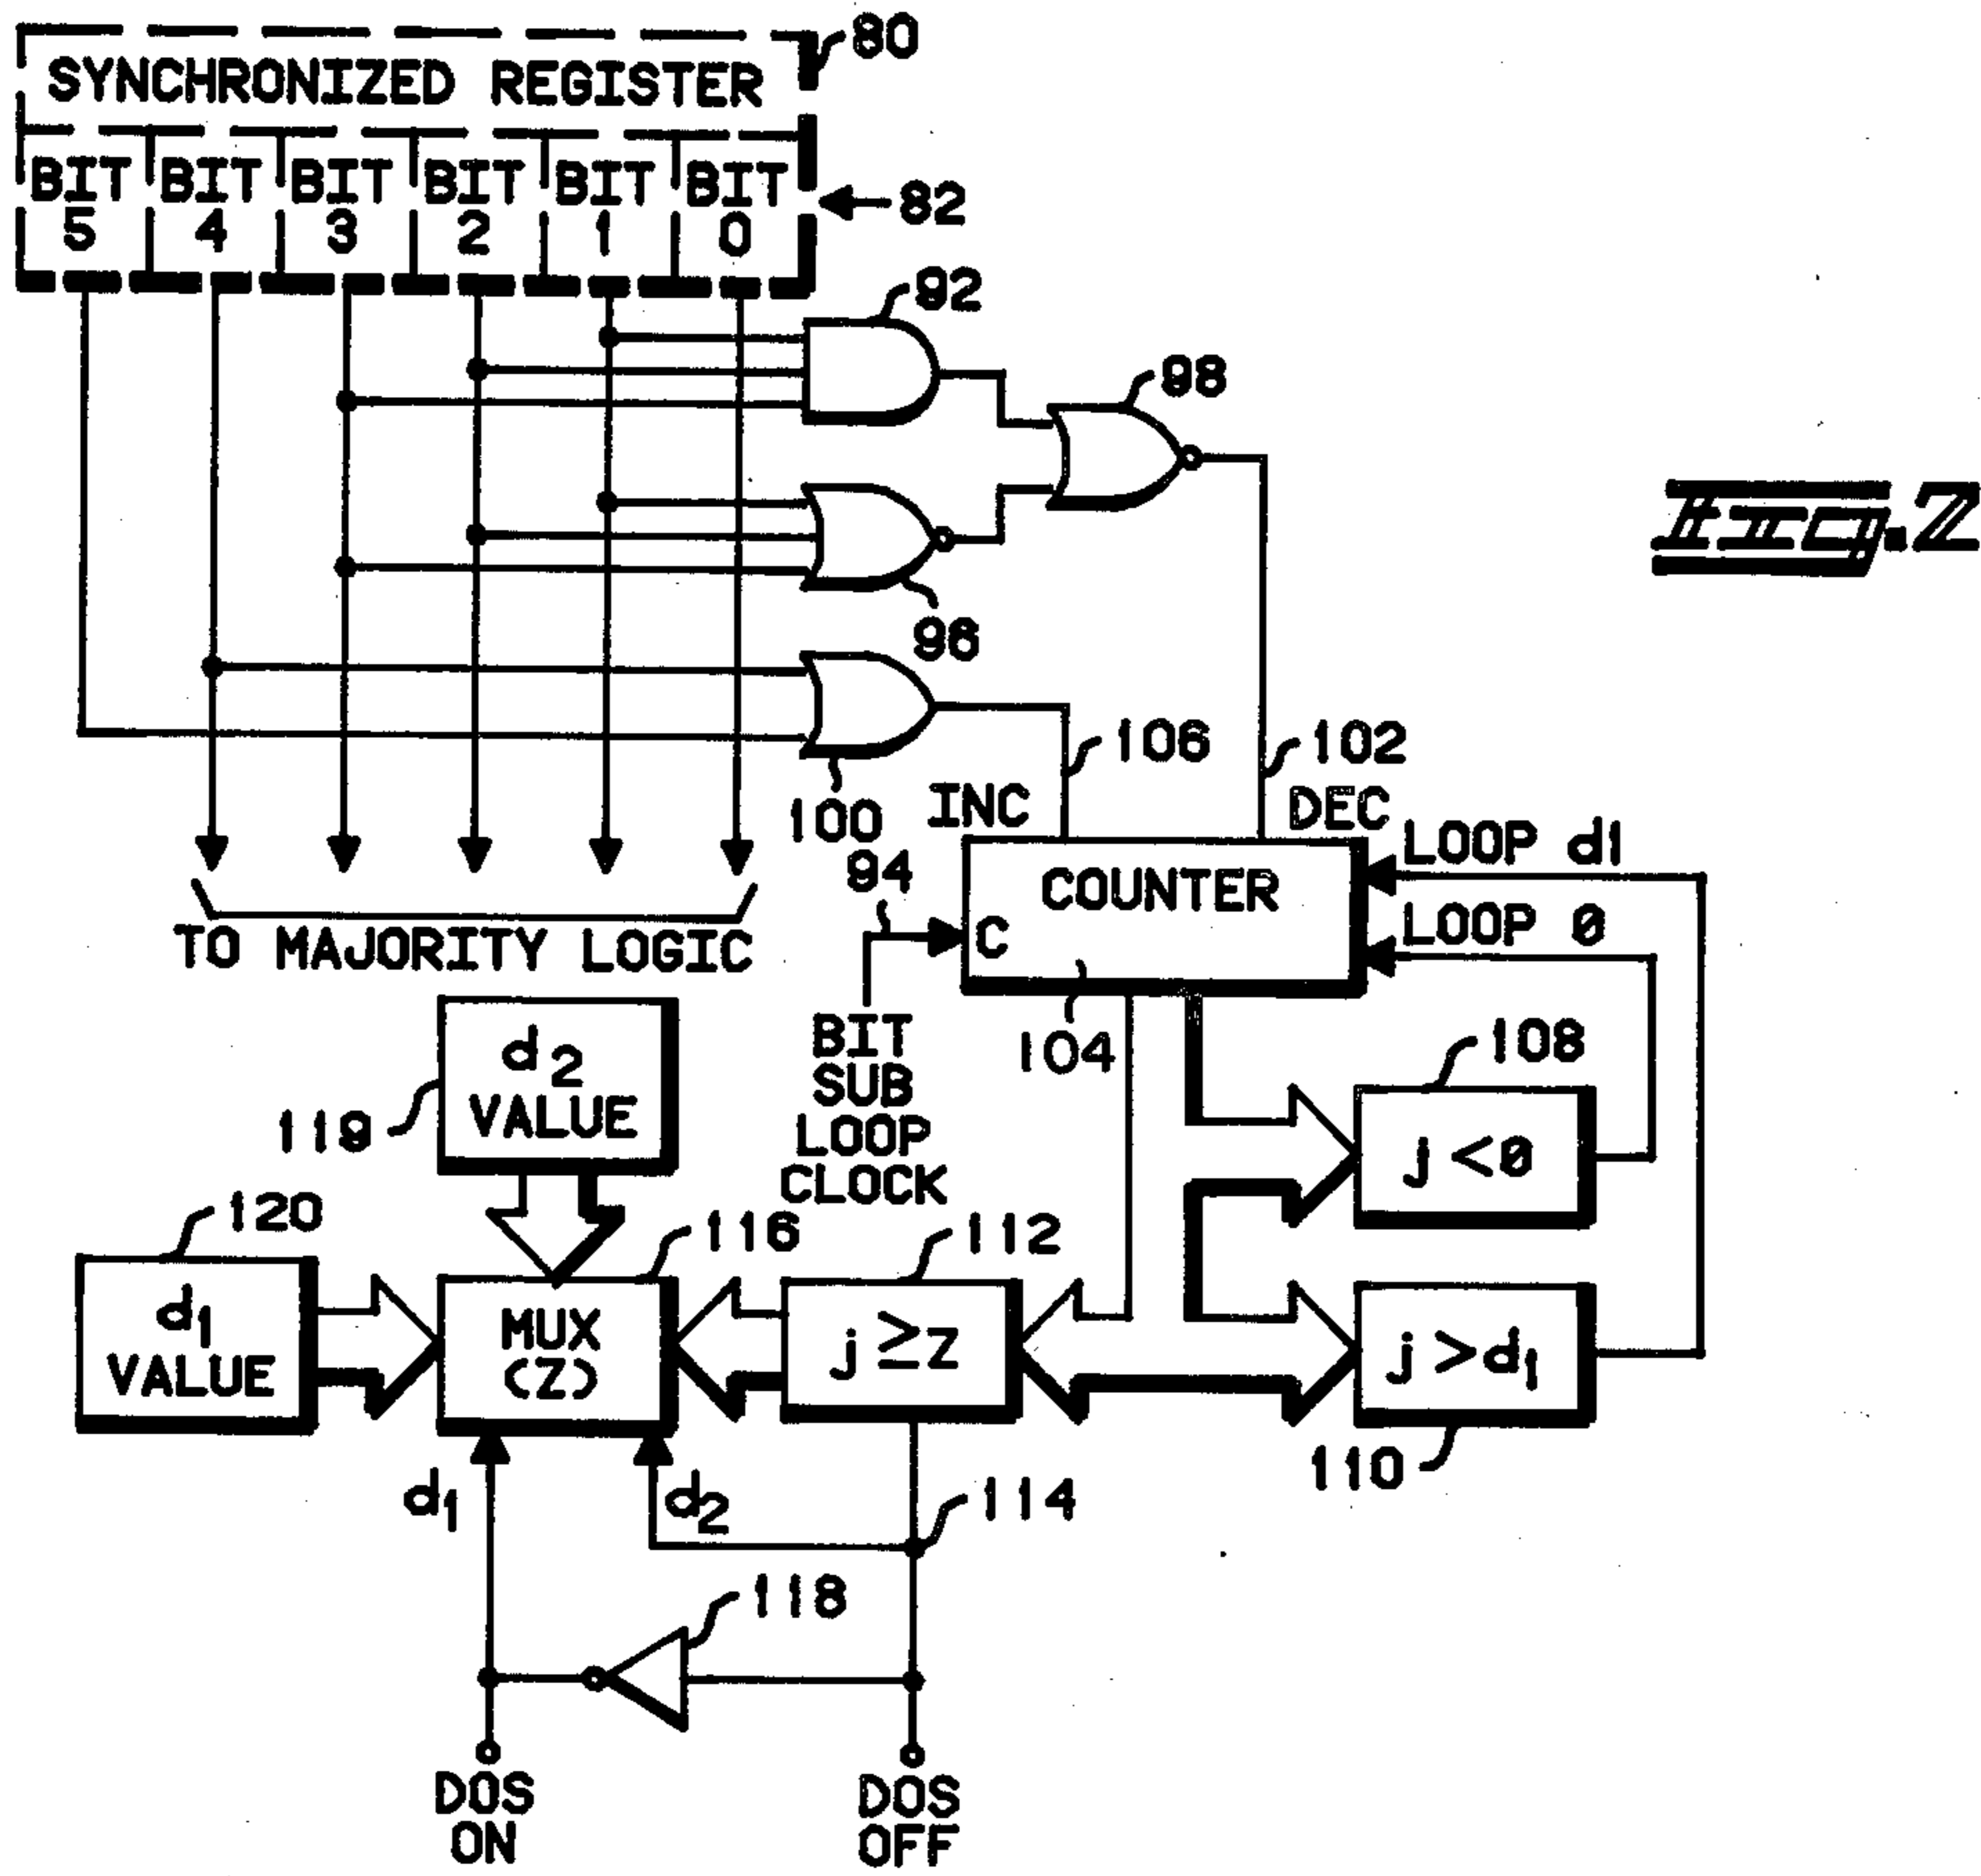 80
SYNCHRONIZED REGISTER
BIT 5 BIT 4 BIT 3 BIT 2 BIT 1 BIT 0
82
92
98
Fig. 2
96
106
102
100
INC
DEC
LOOP d1
94
COUNTER
LOOP 0
C
TO MAJORITY LOGIC
104
BIT
SUB
LOOP
CLOCK
d2
VALUE
119
108
j<0
120
116
112
d1
VALUE
MUX
(Z)
j≥Z
j>d1
110
d1
d2
114
118
DOS
ON
DOS
OFF